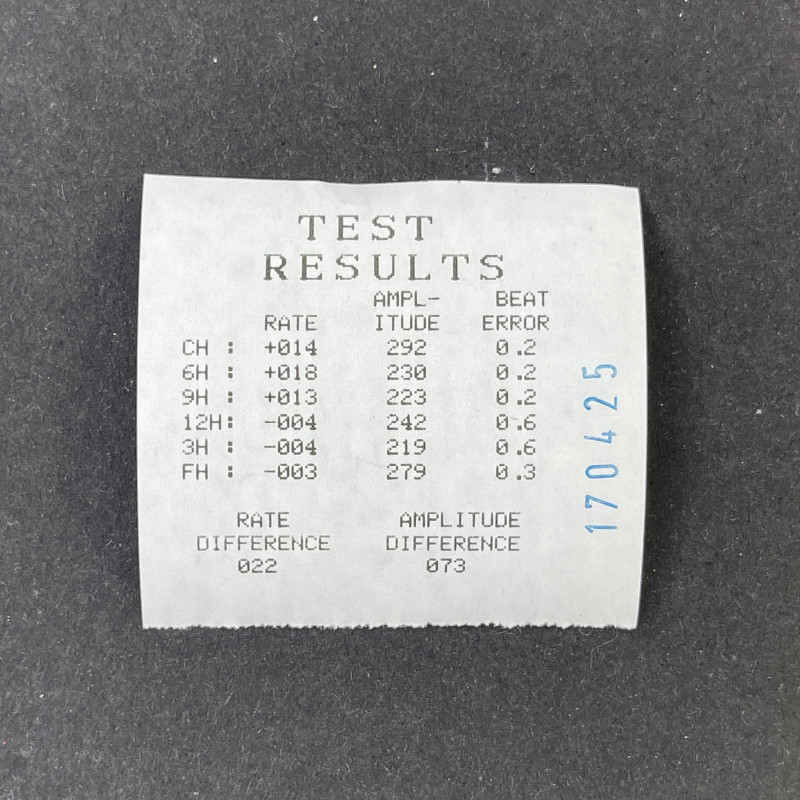 TEST
RESULTS
AMPL- BEAT
RATE ITUDE ERROR
CH : +014 292 0.2
6H : +018 230 0.2
9H : +013 223 0.2
12H: -004 242 0.6
3H : -004 219 0.6
FH : -003 279 0.3
RATE AMPLITUDE
DIFFERENCE DIFFERENCE
022 073
170425